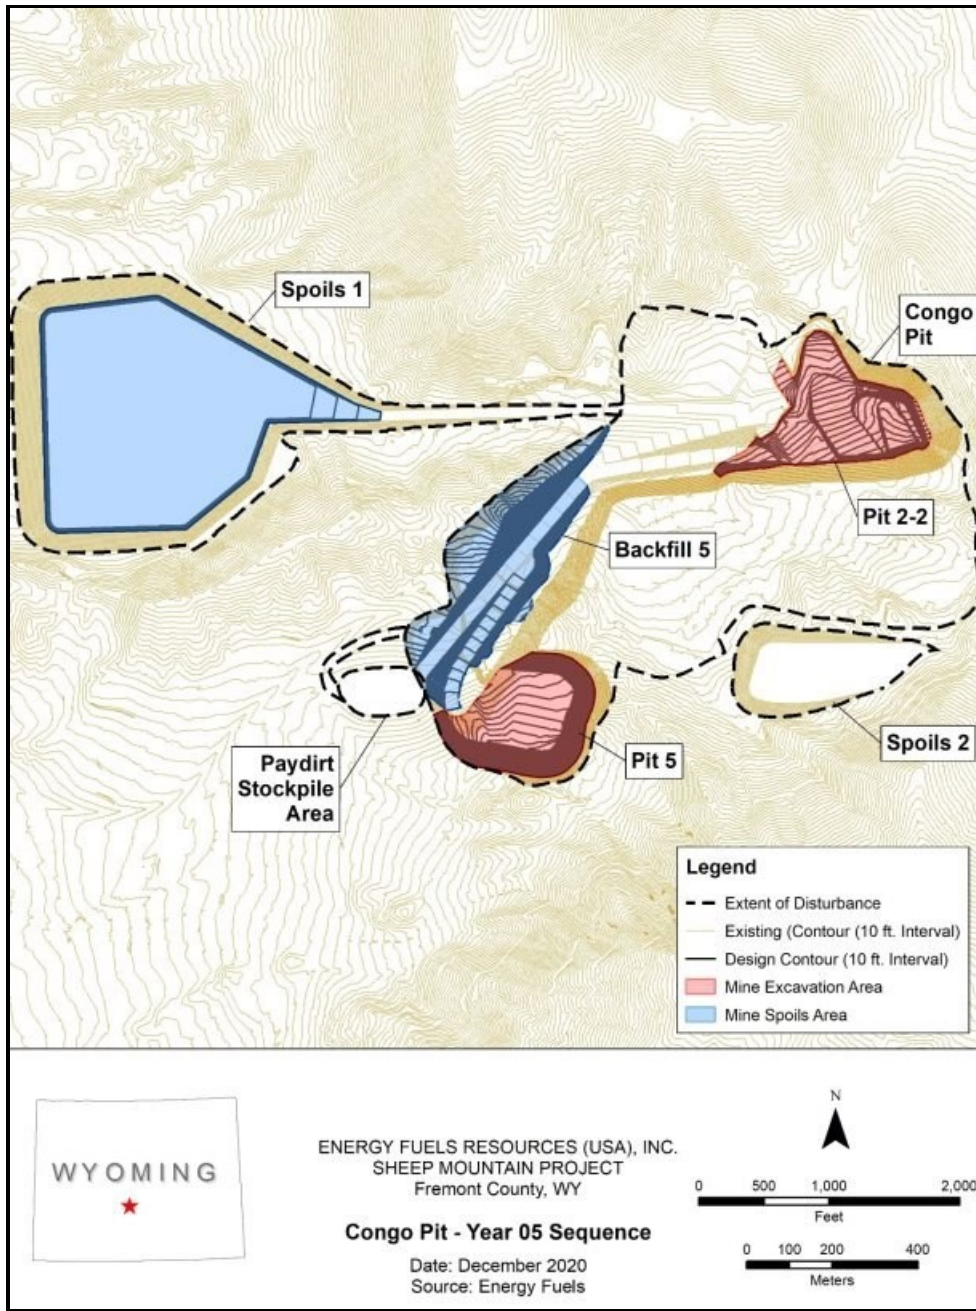 Spoils 1
Congo
Pit
Pit 2-2
Backfill 5
Spoils 2
Pit 5
Paydirt
Stockpile
Area
Legend
Extent of Disturbance
Existing (Contour (10 ft. Interval)
Design Contour (10 ft. Interval)
Mine Excavation Area
Mine Spoils Area
WYOMING
ENERGY FUELS RESOURCES (USA), INC.
SHEEP MOUNTAIN PROJECT
Fremont County, WY
Congo Pit - Year 05 Sequence
Date: December 2020
Source: Energy Fuels
N
0 500 1,000 2,000
Feet
0 100 200 400
Meters